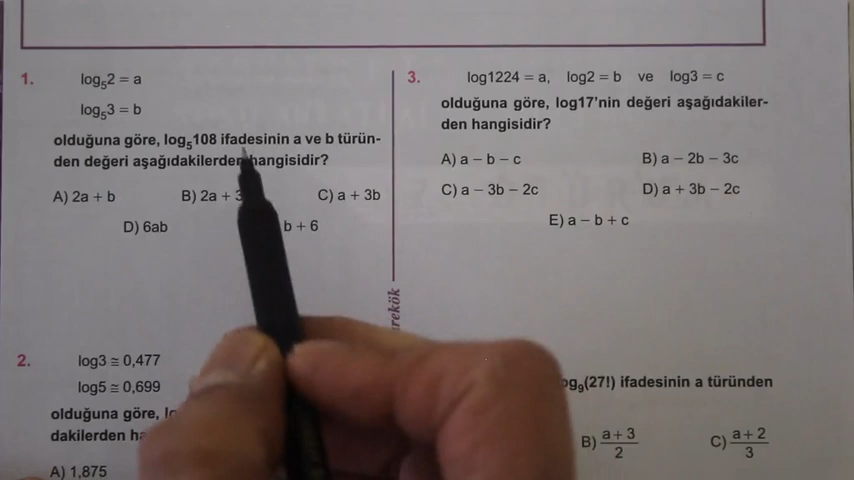 1.
log₅2 = a
log₅3 = b
olduğuna göre, log₅108 ifadesinin a ve b türün-
den değeri aşağıdakilerden hangisidir?
A) 2a + b B) 2a + 3 C) a + 3b
D) 6ab b + 6
2.
log3 ≅ 0,477
log5 ≅ 0,699
olduğuna göre,
dakilerden
A) 1,875
3.
log1224 = a, log2 = b ve log3 = c
olduğuna göre, log17'nin değeri aşağıdakiler-
den hangisidir?
A) a − b − c B) a − 2b − 3c
C) a − 3b − 2c D) a + 3b − 2c
E) a − b + c
log₉(27!) ifadesinin a türünden
B) a + 3 / 2 C) a + 2 / 3